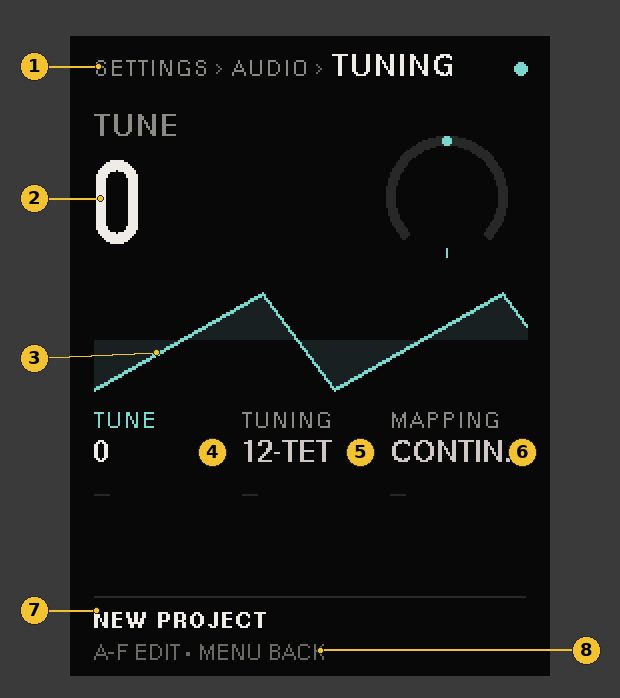 1 SETTINGS › AUDIO › TUNING
TUNE
2 0
3
TUNE TUNING MAPPING
0 4 12-TET 5 CONTIN. 6
— — —
7 NEW PROJECT
A-F EDIT · MENU BACK 8